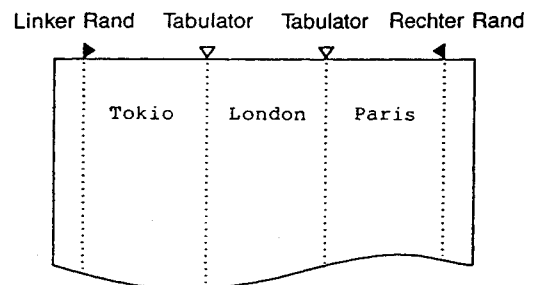 Linker Rand Tabulator Tabulator Rechter Rand
Tokio London Paris